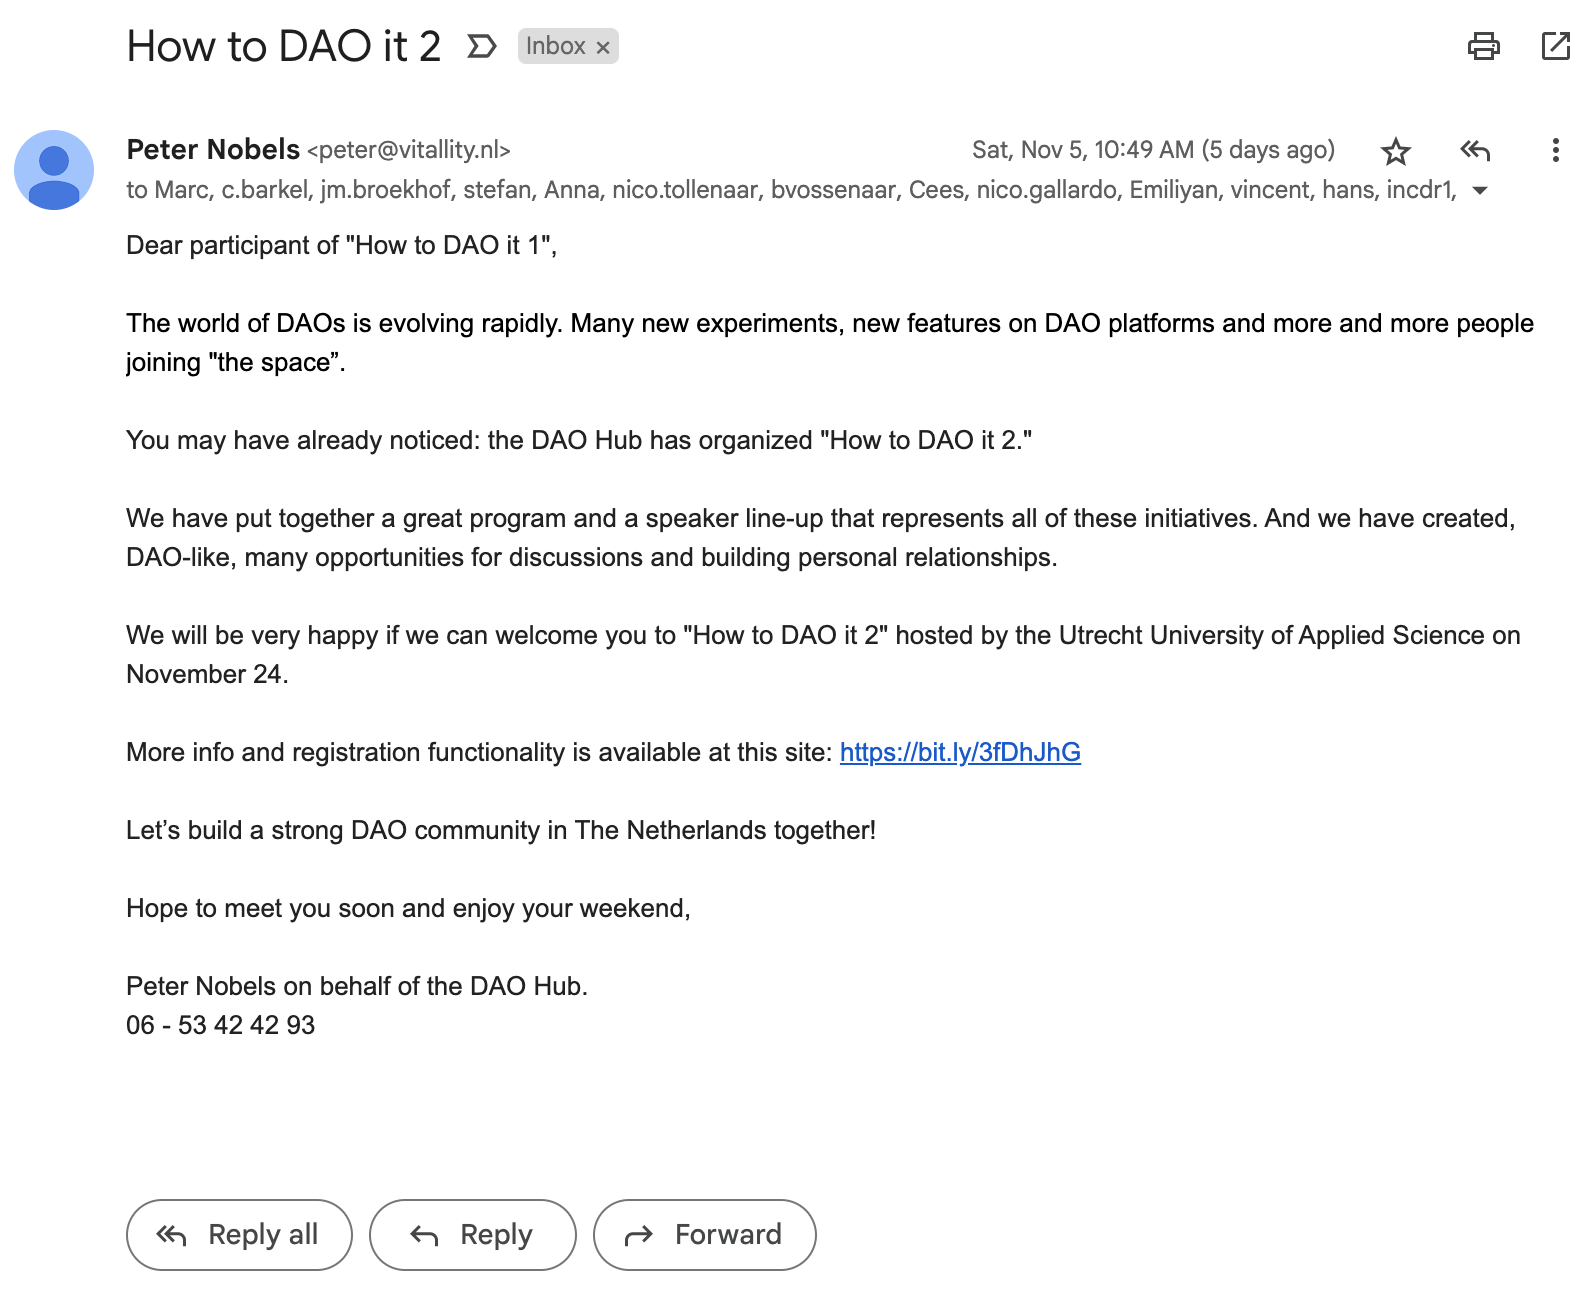 How to DAO it 2 Inbox ×
Peter Nobels <peter@vitallity.nl> Sat, Nov 5, 10:49 AM (5 days ago)
to Marc, c.barkel, jm.broekhof, stefan, Anna, nico.tollenaar, bvossenaar, Cees, nico.gallardo, Emiliyan, vincent, hans, incdr1,
Dear participant of "How to DAO it 1",
The world of DAOs is evolving rapidly. Many new experiments, new features on DAO platforms and more and more people
joining "the space”.
You may have already noticed: the DAO Hub has organized "How to DAO it 2."
We have put together a great program and a speaker line-up that represents all of these initiatives. And we have created,
DAO-like, many opportunities for discussions and building personal relationships.
We will be very happy if we can welcome you to "How to DAO it 2" hosted by the Utrecht University of Applied Science on
November 24.
More info and registration functionality is available at this site: https://bit.ly/3fDhJhG
Let’s build a strong DAO community in The Netherlands together!
Hope to meet you soon and enjoy your weekend,
Peter Nobels on behalf of the DAO Hub.
06 - 53 42 42 93
Reply all Reply Forward